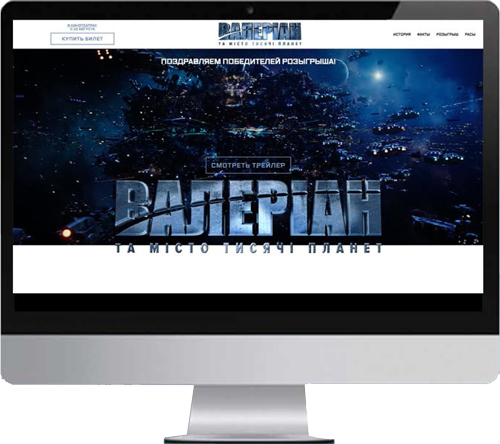 В КИНОТЕАТРАХ
КУПИТЬ БИЛЕТ
ВАЛЕРІАН
ТА МІСТО ТИСЯЧІ ПЛАНЕТ
ИСТОРИЯ ФАКТЫ РОЗЫГРЫШ РАСЫ
ПОЗДРАВЛЯЕМ ПОБЕДИТЕЛЕЙ РОЗЫГРЫША!
СМОТРЕТЬ ТРЕЙЛЕР
ВАЛЕРІАН
ТА МІСТО ТИСЯЧІ ПЛАНЕТ